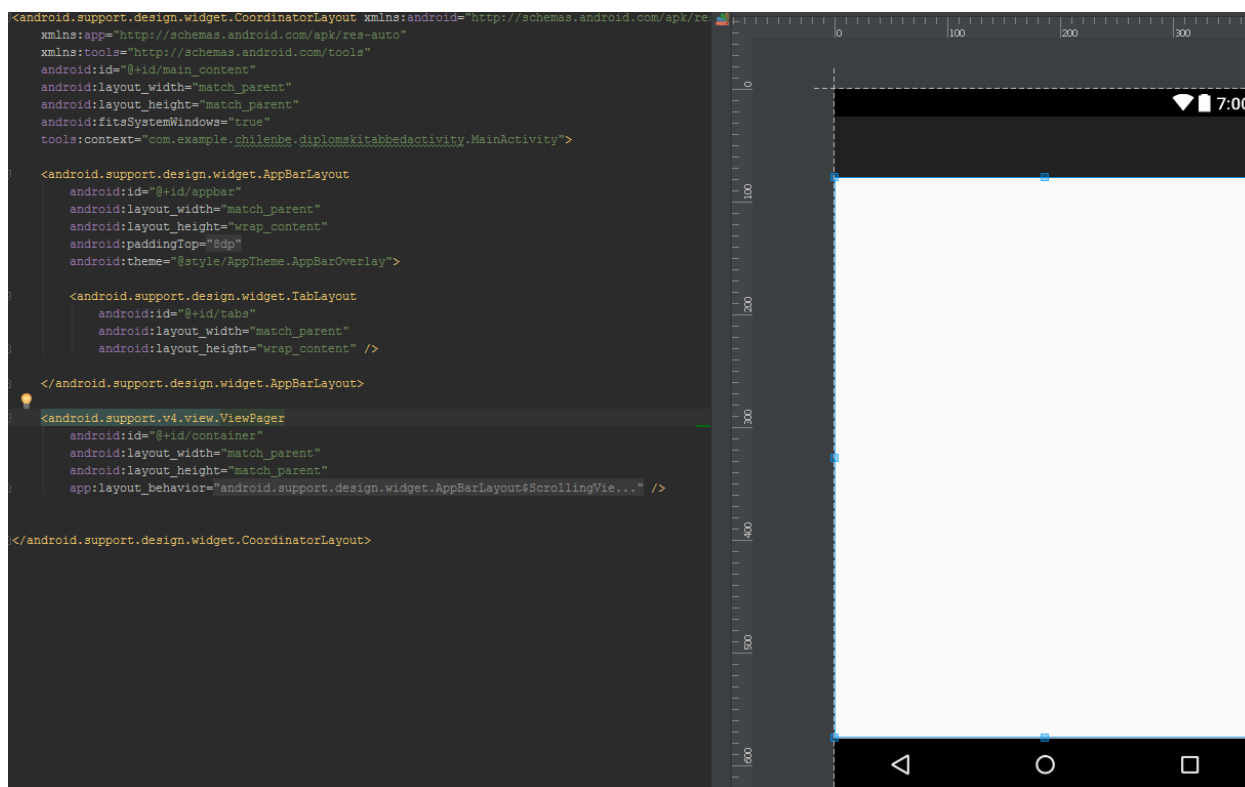 <android.support.design.widget.CoordinatorLayout xmlns:android="http://schemas.android.com/apk/re
xmlns:app="http://schemas.android.com/apk/res-auto"
xmlns:tools="http://schemas.android.com/tools"
android:id="@+id/main_content"
android:layout_width="match_parent"
android:layout_height="match_parent"
android:fitsSystemWindows="true"
tools:context="com.example.chilenbe.diplomskitabbedactivity.MainActivity">
<android.support.design.widget.AppBarLayout
android:id="@+id/appbar"
android:layout_width="match_parent"
android:layout_height="wrap_content"
android:paddingTop="8dp"
android:theme="@style/AppTheme.AppBarOverlay">
<android.support.design.widget.TabLayout
android:id="@+id/tabs"
android:layout_width="match_parent"
android:layout_height="wrap_content" />
</android.support.design.widget.AppBarLayout>
<android.support.v4.view.ViewPager
android:id="@+id/container"
android:layout_width="match_parent"
android:layout_height="match_parent"
app:layout_behavior="android.support.design.widget.AppBarLayout$ScrollingVie..." />
</android.support.design.widget.CoordinatorLayout>
0 100 200 300
0
100
200
300
400
500
600
7:00